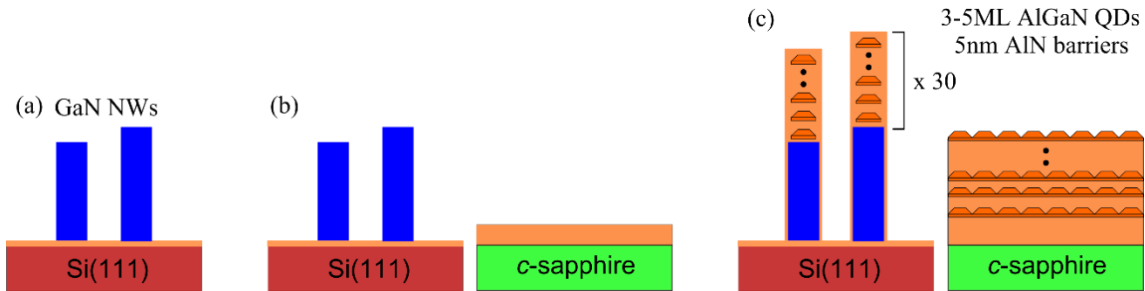 (a) GaN NWs
Si(111)
(b)
Si(111)
c-sapphire
(c)
3-5ML AlGaN QDs
5nm AlN barriers
x 30
Si(111)
c-sapphire